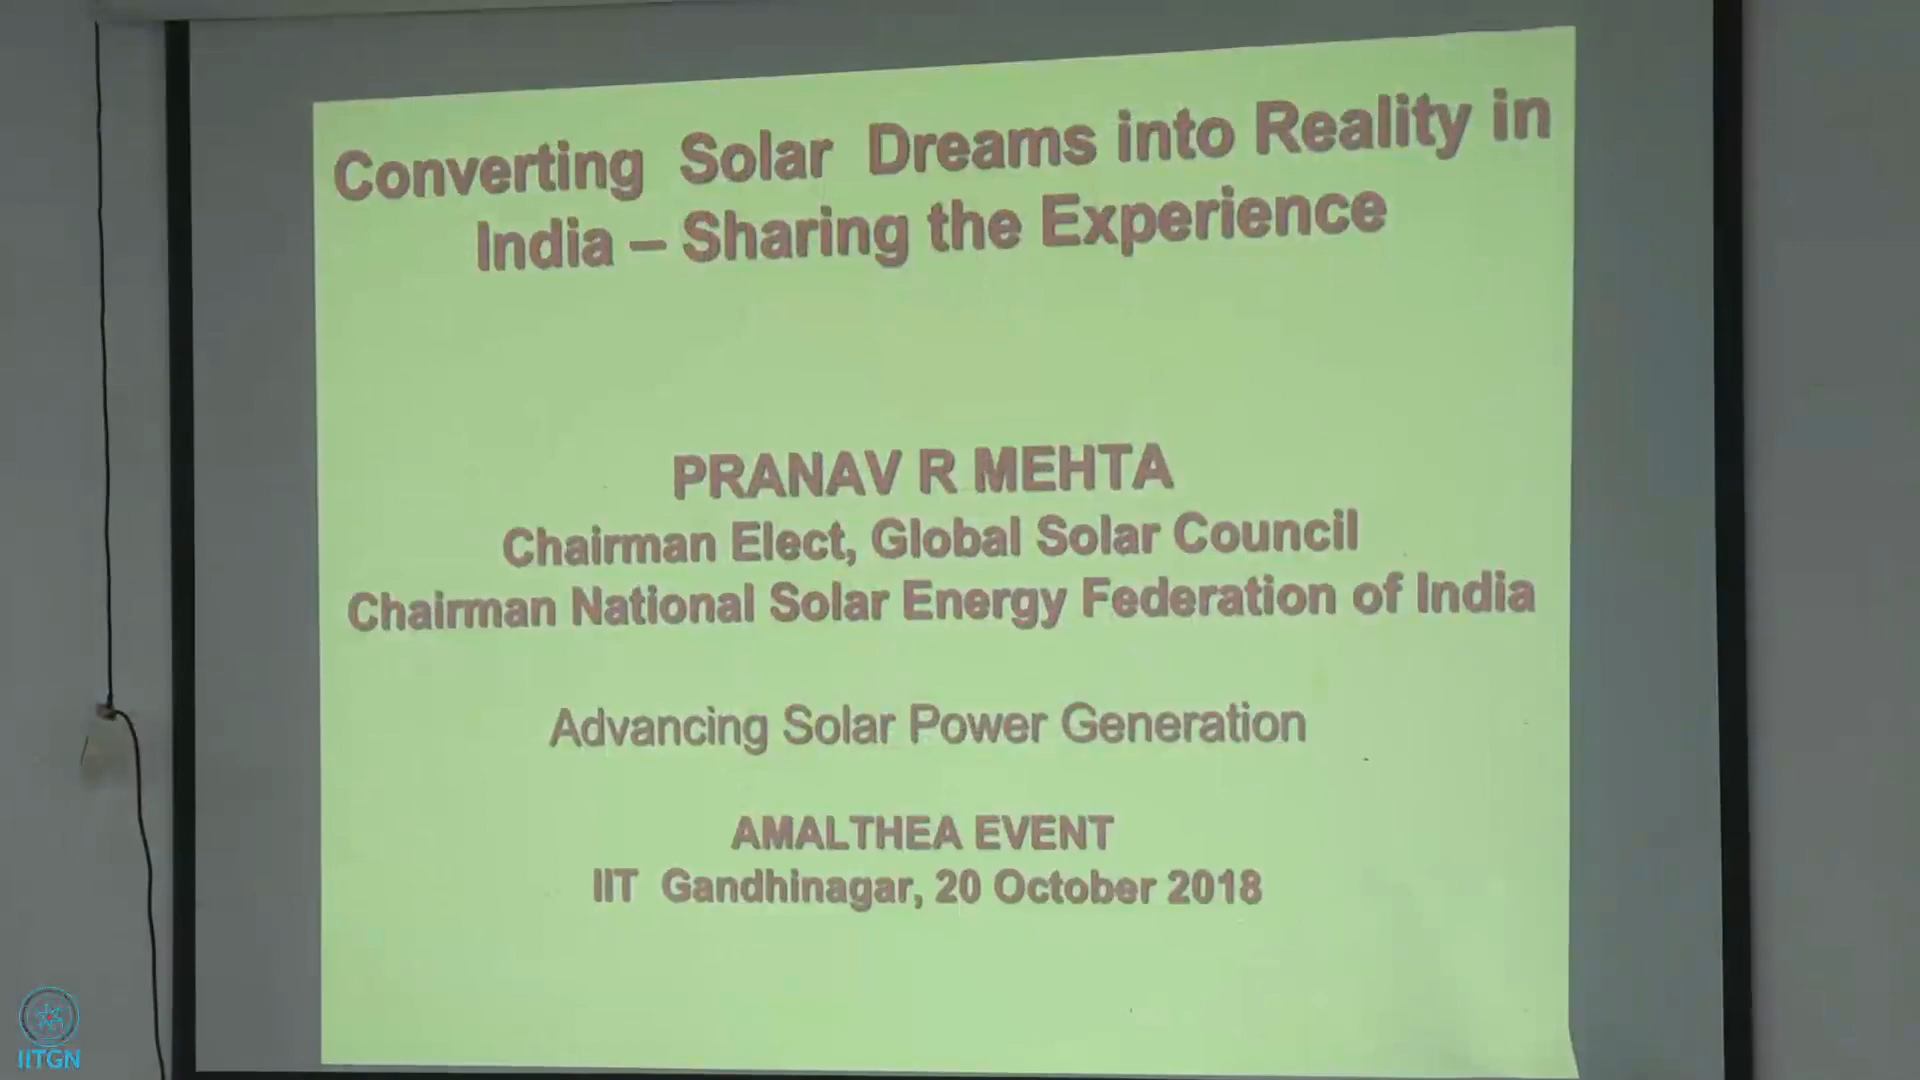 Converting Solar Dreams into Reality in
India – Sharing the Experience
PRANAV R MEHTA
Chairman Elect, Global Solar Council
Chairman National Solar Energy Federation of India
Advancing Solar Power Generation
AMALTHEA EVENT
IIT Gandhinagar, 20 October 2018
IITGN